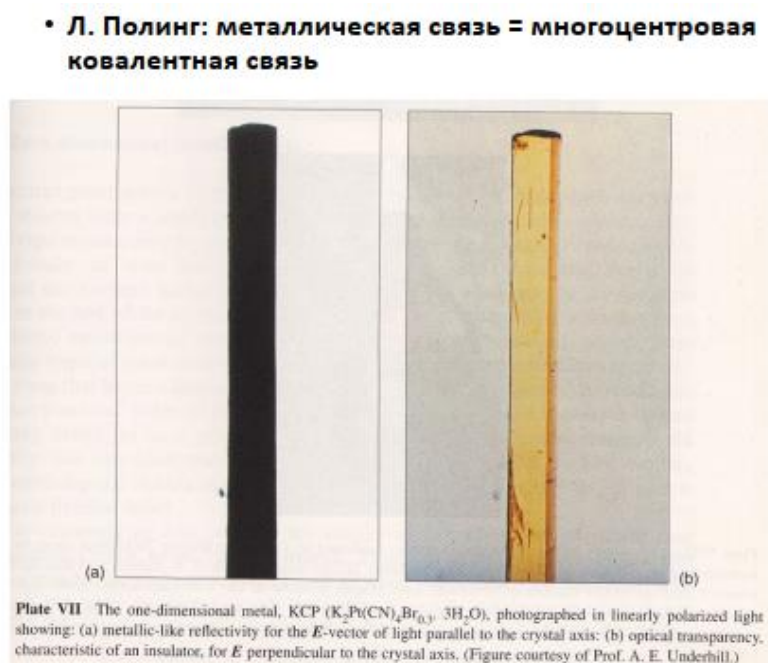 • Л. Полинг: металлическая связь = многоцентровая
ковалентная связь
(a)
(b)
Plate VII The one-dimensional metal, KCP (K₂Pt(CN)₄Br₀.₃. 3H₂O), photographed in linearly polarized light
showing: (a) metallic-like reflectivity for the E-vector of light parallel to the crystal axis: (b) optical transparency,
characteristic of an insulator, for E perpendicular to the crystal axis. (Figure courtesy of Prof. A. E. Underhill.)